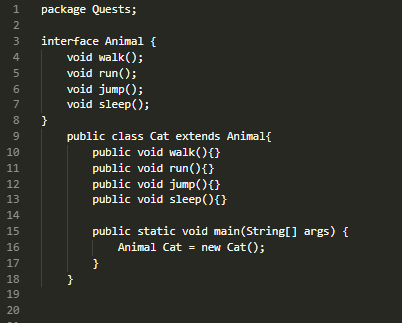 1 package Quests;
2
3 interface Animal {
4 void walk();
5 void run();
6 void jump();
7 void sleep();
8 }
9 public class Cat extends Animal{
10 public void walk(){}
11 public void run(){}
12 public void jump(){}
13 public void sleep(){}
14
15 public static void main(String[] args) {
16 Animal Cat = new Cat();
17 }
18 }
19
20